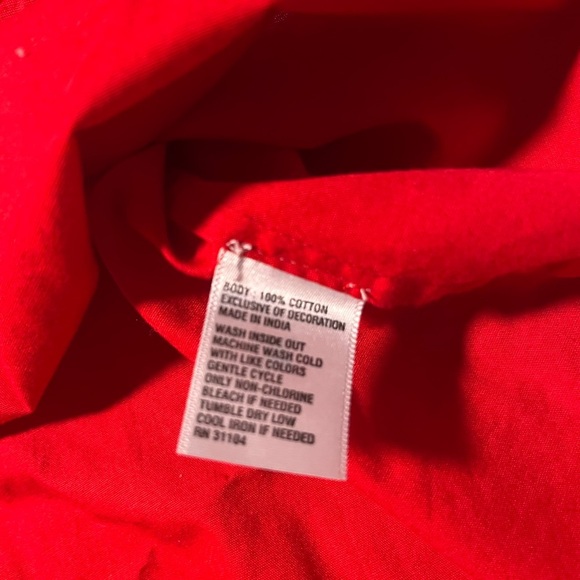 BODY : 100% COTTON
EXCLUSIVE OF DECORATION
MADE IN INDIA
WASH INSIDE OUT
MACHINE WASH COLD
WITH LIKE COLORS
GENTLE CYCLE
ONLY NON-CHLORINE
BLEACH IF NEEDED
TUMBLE DRY LOW
COOL IRON IF NEEDED
RN 31104